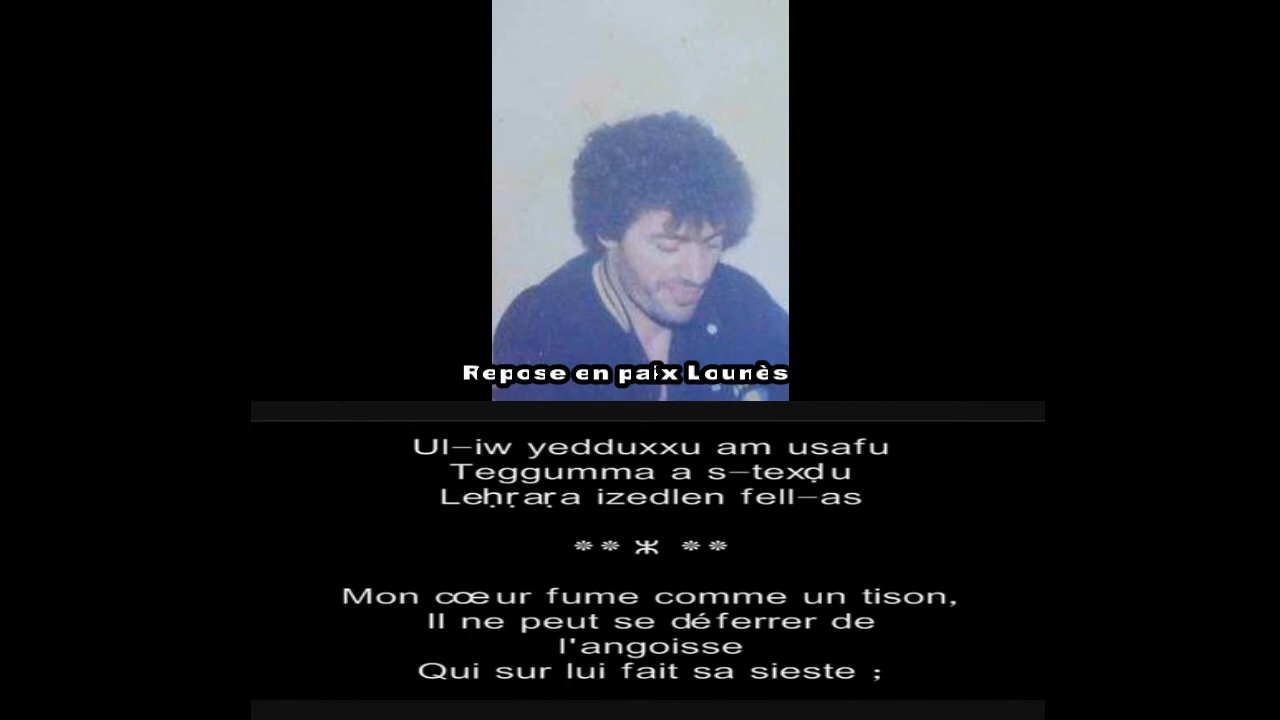 Repose en paix Lounès
Ul-iw yedduxxu am usafu
Teggumma a s-texḍu
Leḥṛaṛa izedlen fell-as
** ⵣ **
Mon cœur fume comme un tison,
Il ne peut se déferrer de
l'angoisse
Qui sur lui fait sa sieste ;